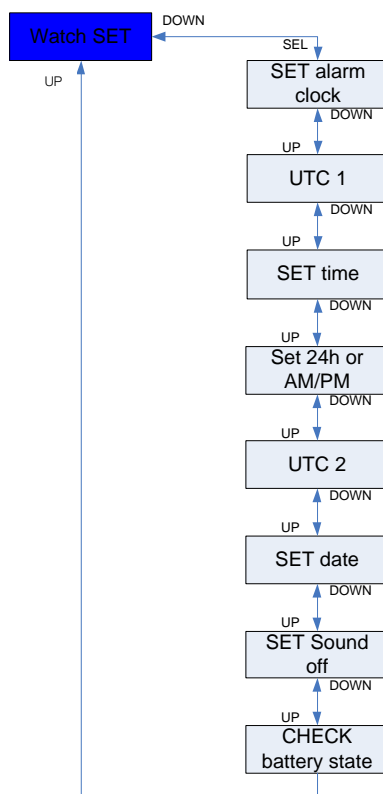 Watch SET
DOWN
SEL
UP
SET alarm
clock
DOWN
UP
UTC 1
DOWN
UP
SET time
DOWN
UP
Set 24h or
AM/PM
DOWN
UP
UTC 2
DOWN
UP
SET date
DOWN
UP
SET Sound
off
DOWN
UP
CHECK
battery state